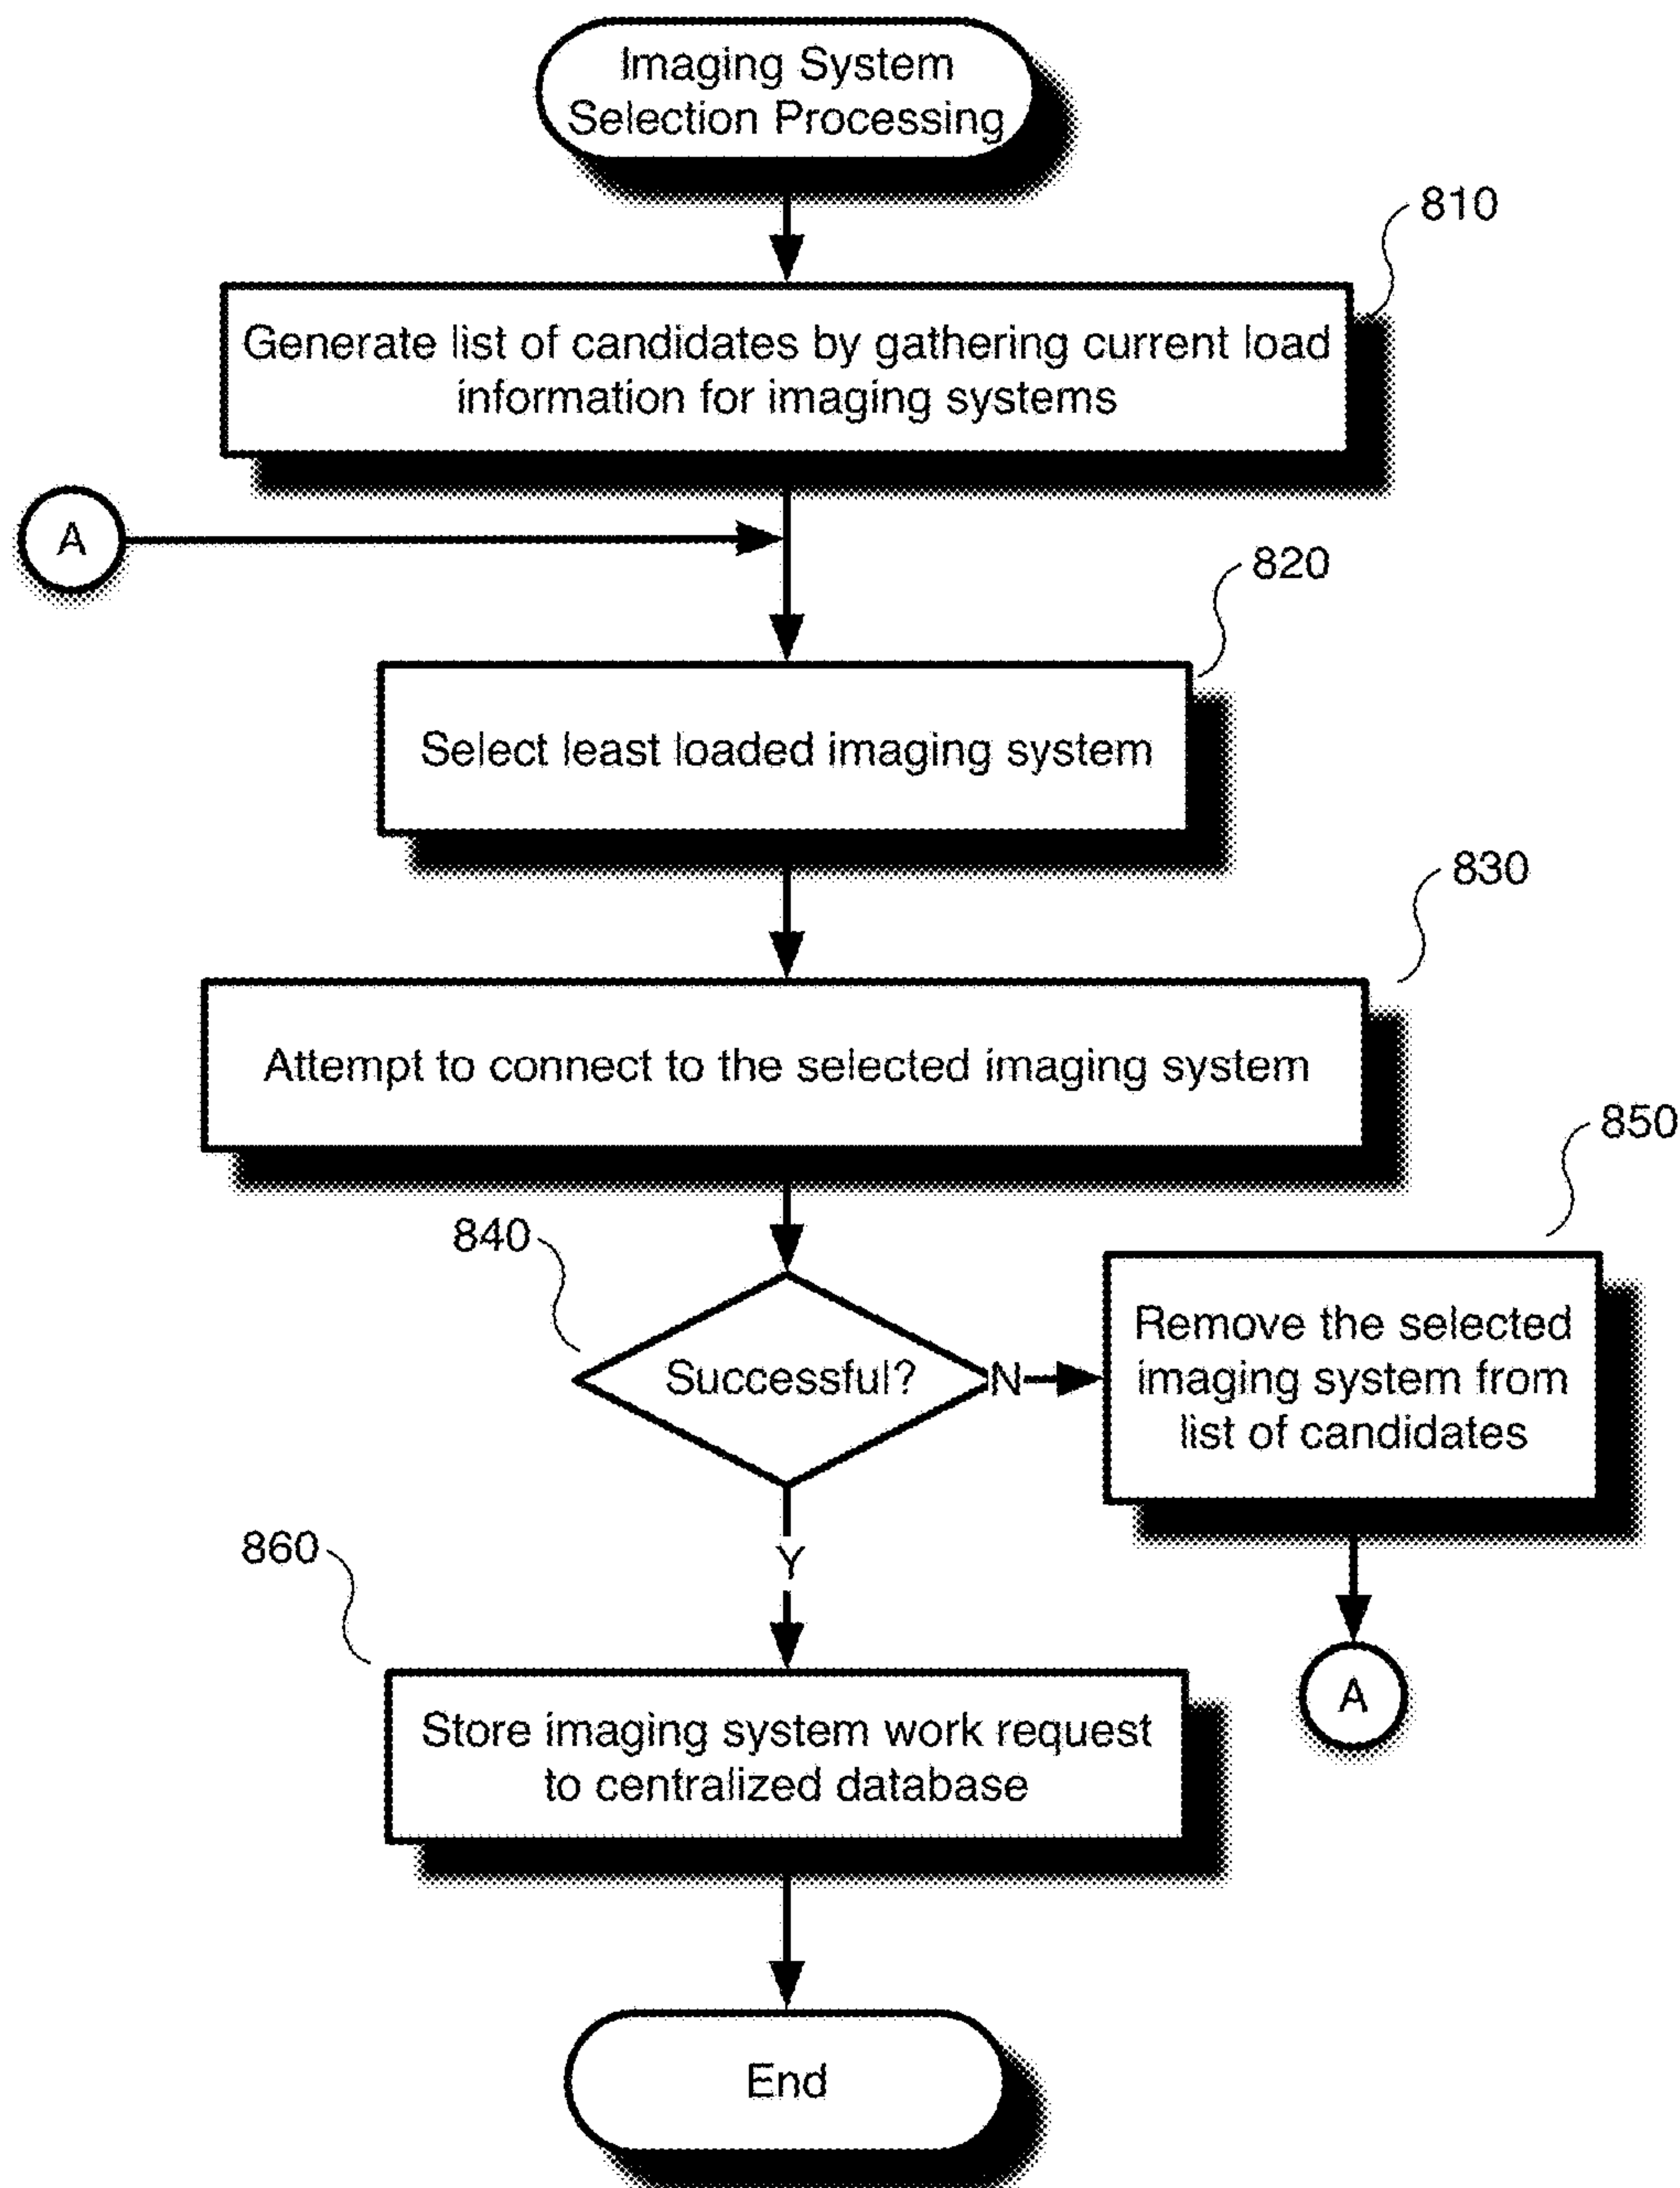 Imaging System
Selection Processing
810
Generate list of candidates by gathering current load
information for imaging systems
A
820
Select least loaded imaging system
830
Attempt to connect to the selected imaging system
840
Successful?
N
850
Remove the selected
imaging system from
list of candidates
A
Y
860
Store imaging system work request
to centralized database
End